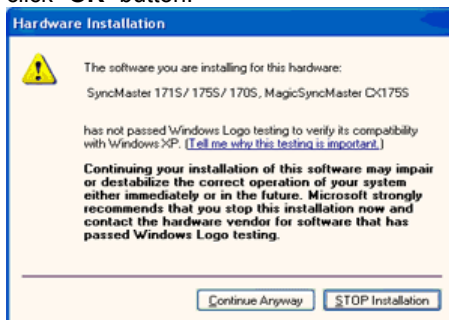 click "OK" button.
Hardware Installation
The software you are installing for this hardware:
SyncMaster 171S/ 175S/ 170S, MagicSyncMaster CX175S
has not passed Windows Logo testing to verify its compatibility
with Windows XP. (Tell me why this testing is important.)
Continuing your installation of this software may impair
or destabilize the correct operation of your system
either immediately or in the future. Microsoft strongly
recommends that you stop this installation now and
contact the hardware vendor for software that has
passed Windows Logo testing.
Continue Anyway
STOP Installation